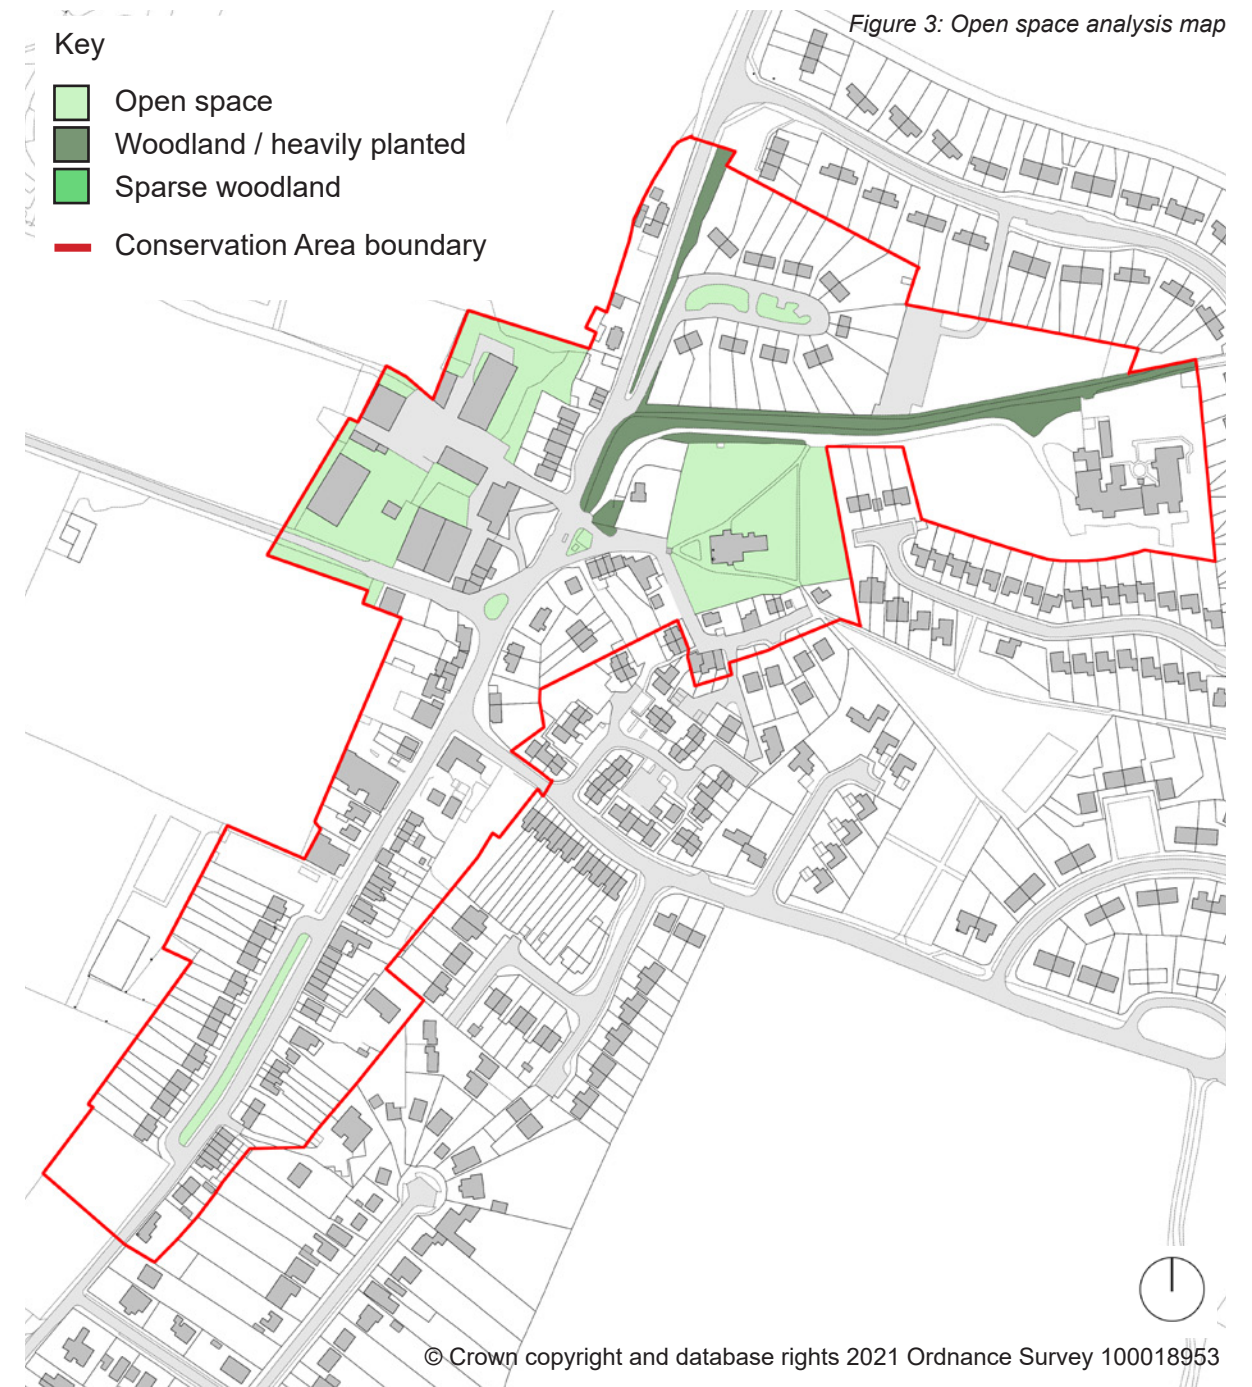 Figure 3: Open space analysis map
Key
Open space
Woodland / heavily planted
Sparse woodland
Conservation Area boundary
© Crown copyright and database rights 2021 Ordnance Survey 100018953